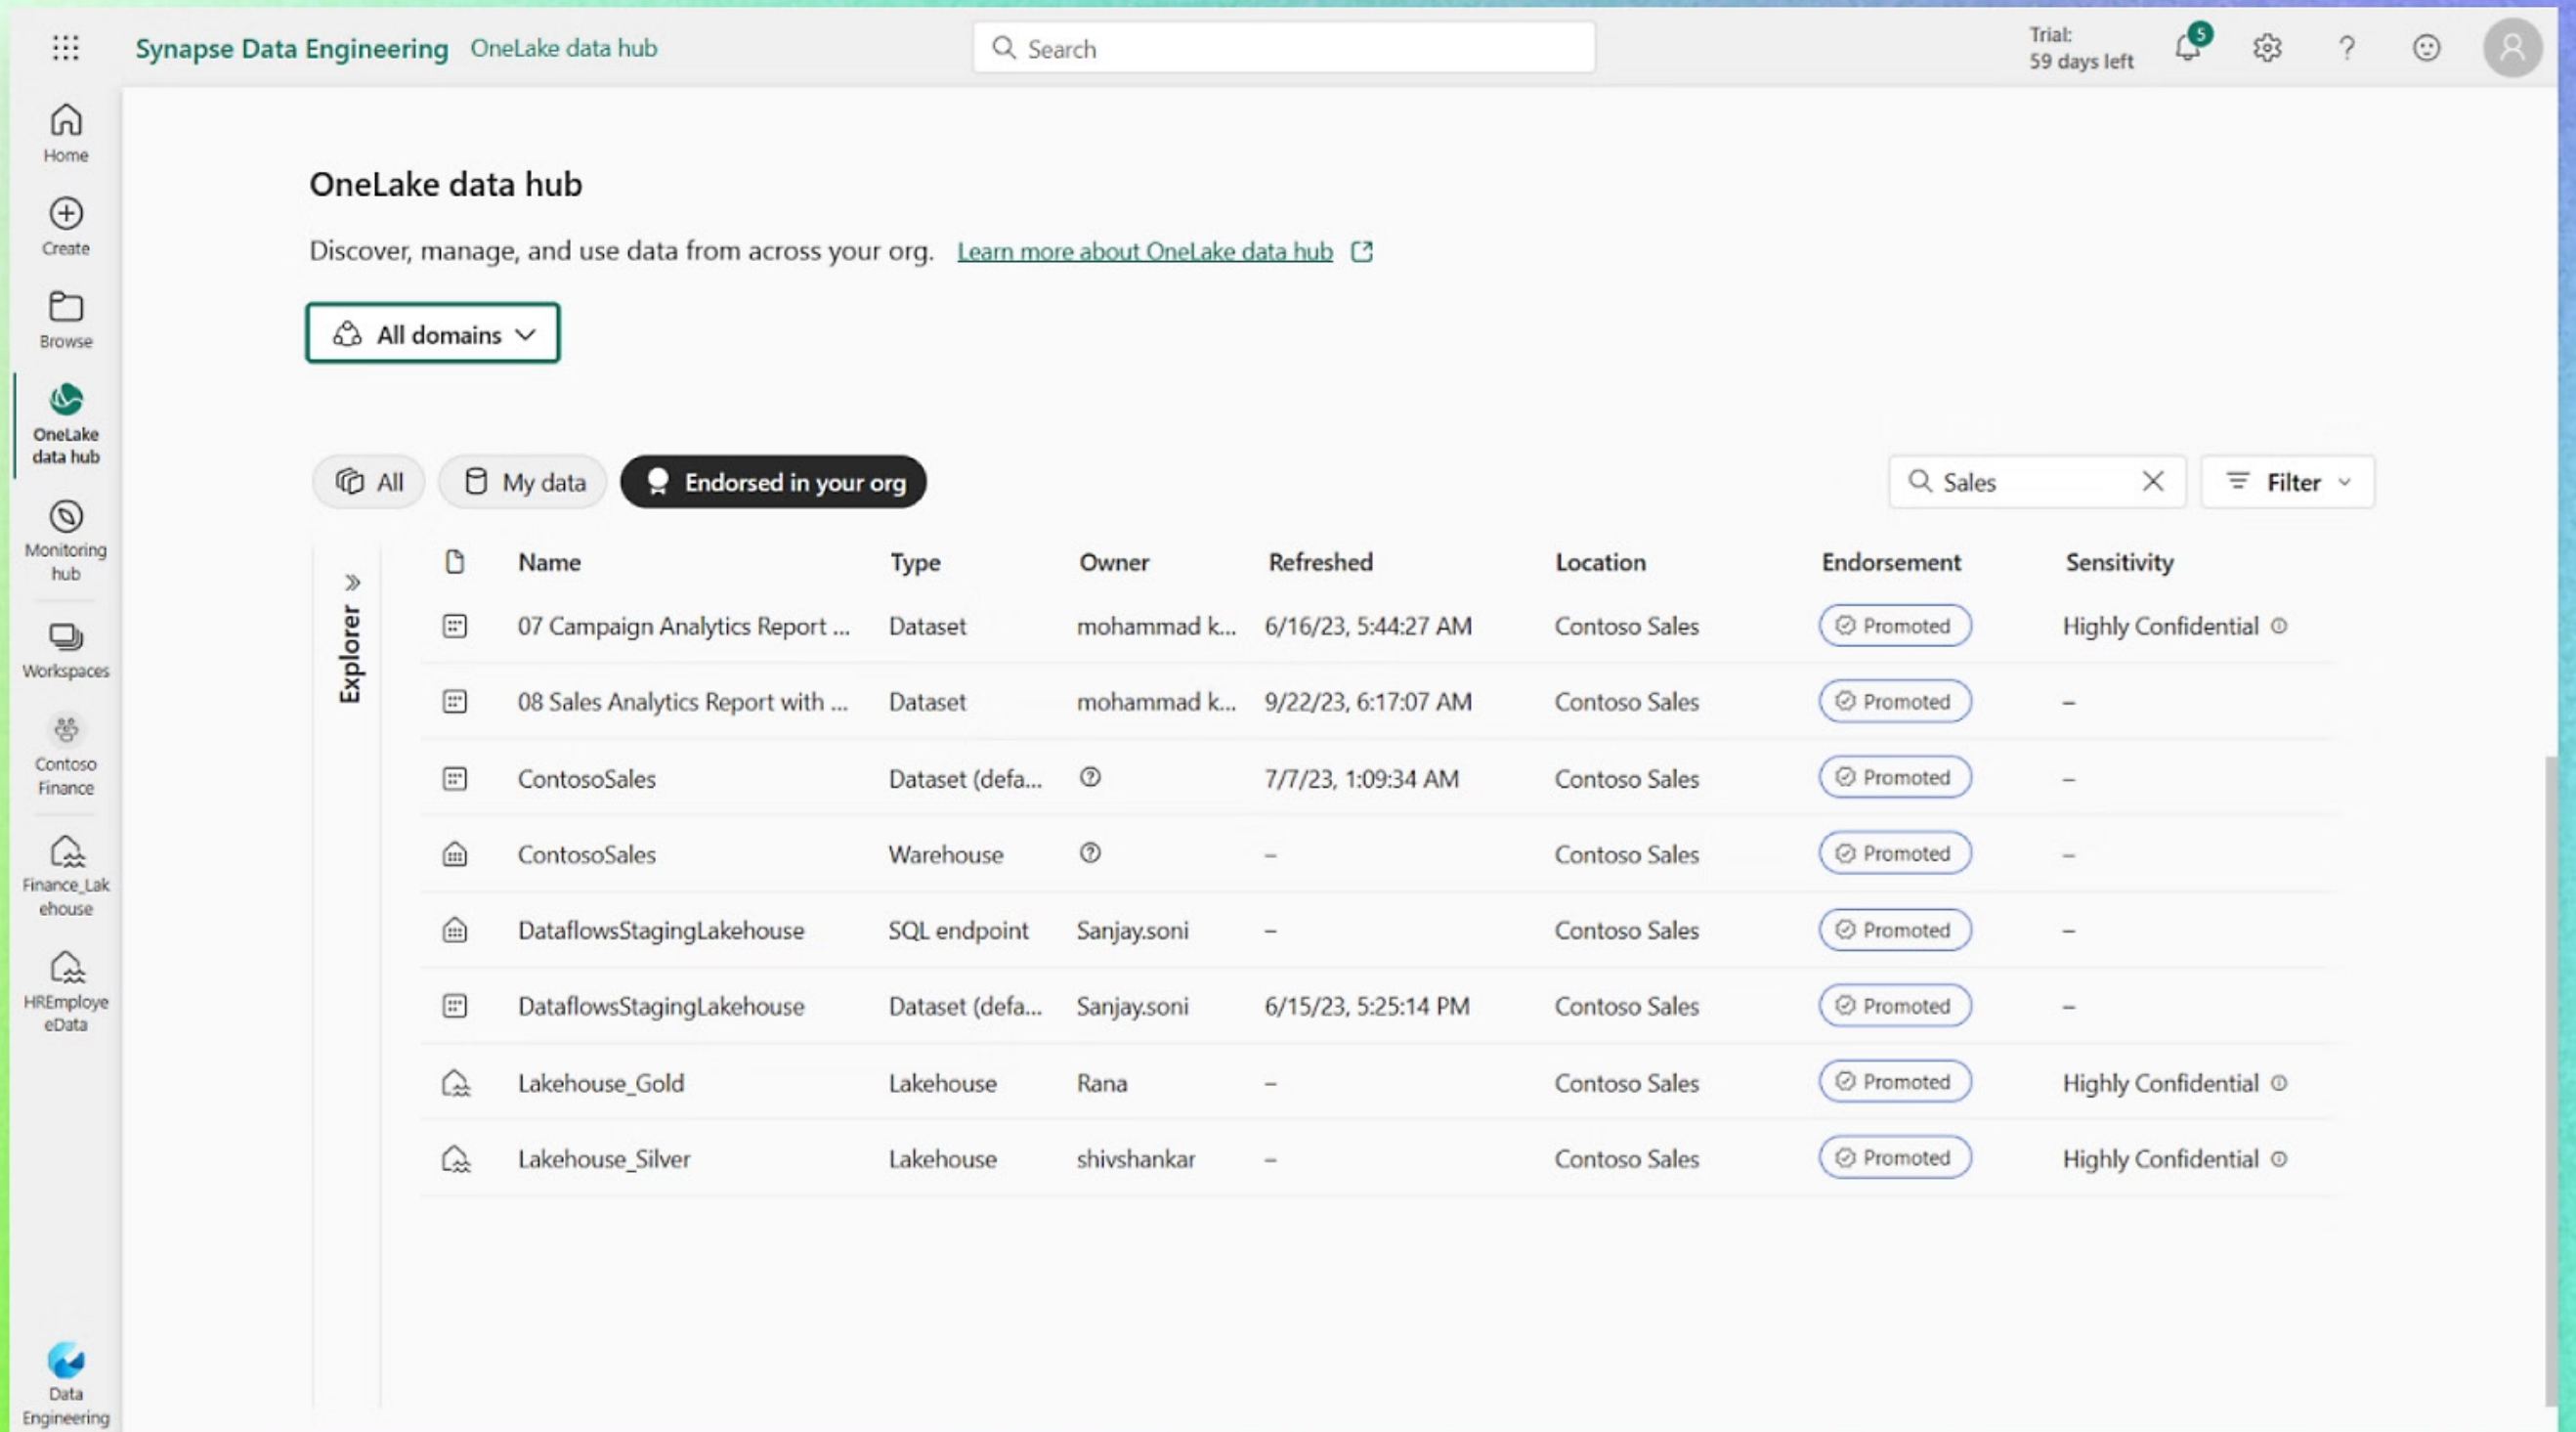 Synapse Data Engineering OneLake data hub
Search
Trial:
59 days left
5
Home
Create
Browse
OneLake
data hub
Monitoring
hub
Workspaces
Contoso
Finance
Finance_Lak
ehouse
HREmploye
eData
Data
Engineering
OneLake data hub
Discover, manage, and use data from across your org. Learn more about OneLake data hub
All domains
All My data Endorsed in your org Sales Filter
Explorer
Name Type Owner Refreshed Location Endorsement Sensitivity
07 Campaign Analytics Report ... Dataset mohammad k... 6/16/23, 5:44:27 AM Contoso Sales Promoted Highly Confidential
08 Sales Analytics Report with ... Dataset mohammad k... 9/22/23, 6:17:07 AM Contoso Sales Promoted –
ContosoSales Dataset (defa... 7/7/23, 1:09:34 AM Contoso Sales Promoted –
ContosoSales Warehouse – Contoso Sales Promoted –
DataflowsStagingLakehouse SQL endpoint Sanjay.soni – Contoso Sales Promoted –
DataflowsStagingLakehouse Dataset (defa... Sanjay.soni 6/15/23, 5:25:14 PM Contoso Sales Promoted –
Lakehouse_Gold Lakehouse Rana – Contoso Sales Promoted Highly Confidential
Lakehouse_Silver Lakehouse shivshankar – Contoso Sales Promoted Highly Confidential